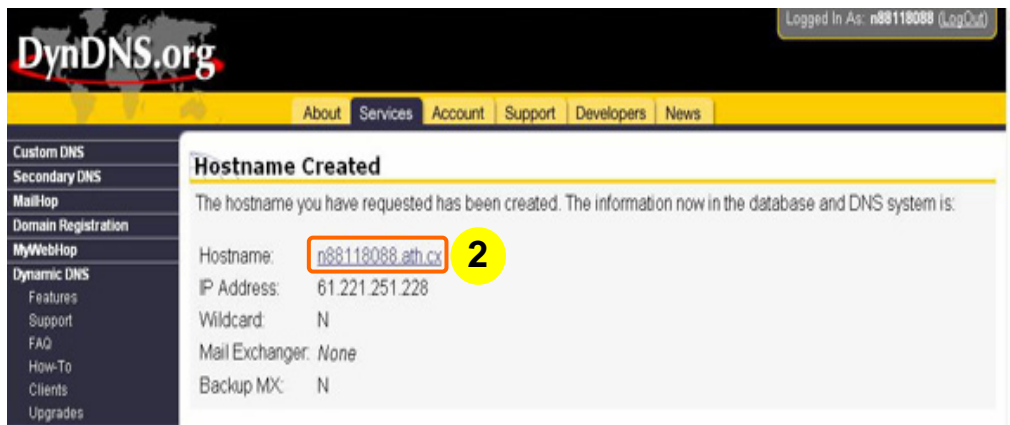 Logged In As: n88118088 (LogOut)
DynDNS.org
About Services Account Support Developers News
Custom DNS
Secondary DNS
MailHop
Domain Registration
MyWebHop
Dynamic DNS
Features
Support
FAQ
How-To
Clients
Upgrades
Hostname Created
The hostname you have requested has been created. The information now in the database and DNS system is:
Hostname: n88118088.ath.cx 2
IP Address: 61.221.251.228
Wildcard: N
Mail Exchanger: None
Backup MX: N